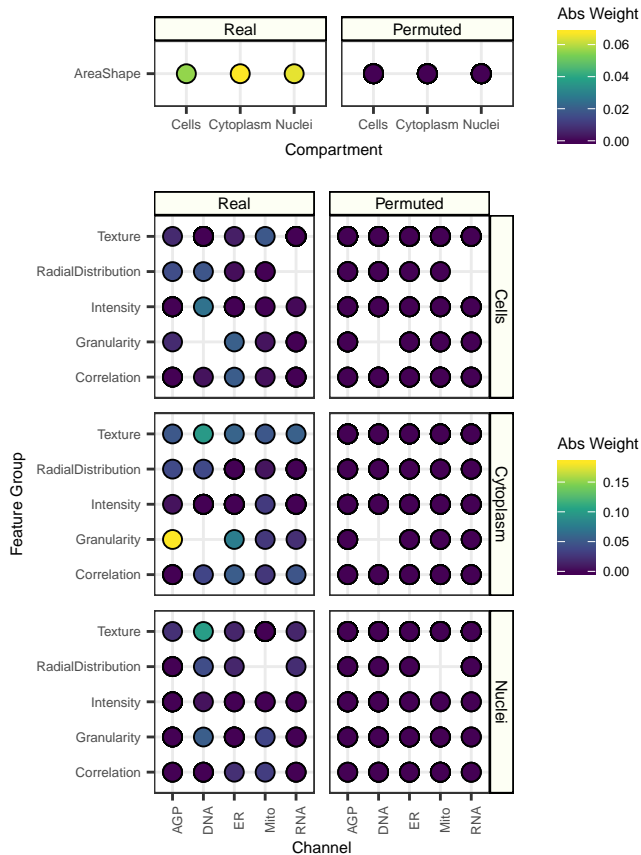 Real
Permuted
Abs Weight
0.06
0.04
0.02
0.00
AreaShape
Cells
Cytoplasm
Nuclei
Cells
Cytoplasm
Nuclei
Compartment
Real
Permuted
Texture
RadialDistribution
Intensity
Granularity
Correlation
Cells
Texture
RadialDistribution
Intensity
Granularity
Correlation
Cytoplasm
Feature Group
Abs Weight
0.15
0.10
0.05
0.00
Texture
RadialDistribution
Intensity
Granularity
Correlation
Nuclei
AGP
DNA
ER
Mito
RNA
AGP
DNA
ER
Mito
RNA
Channel